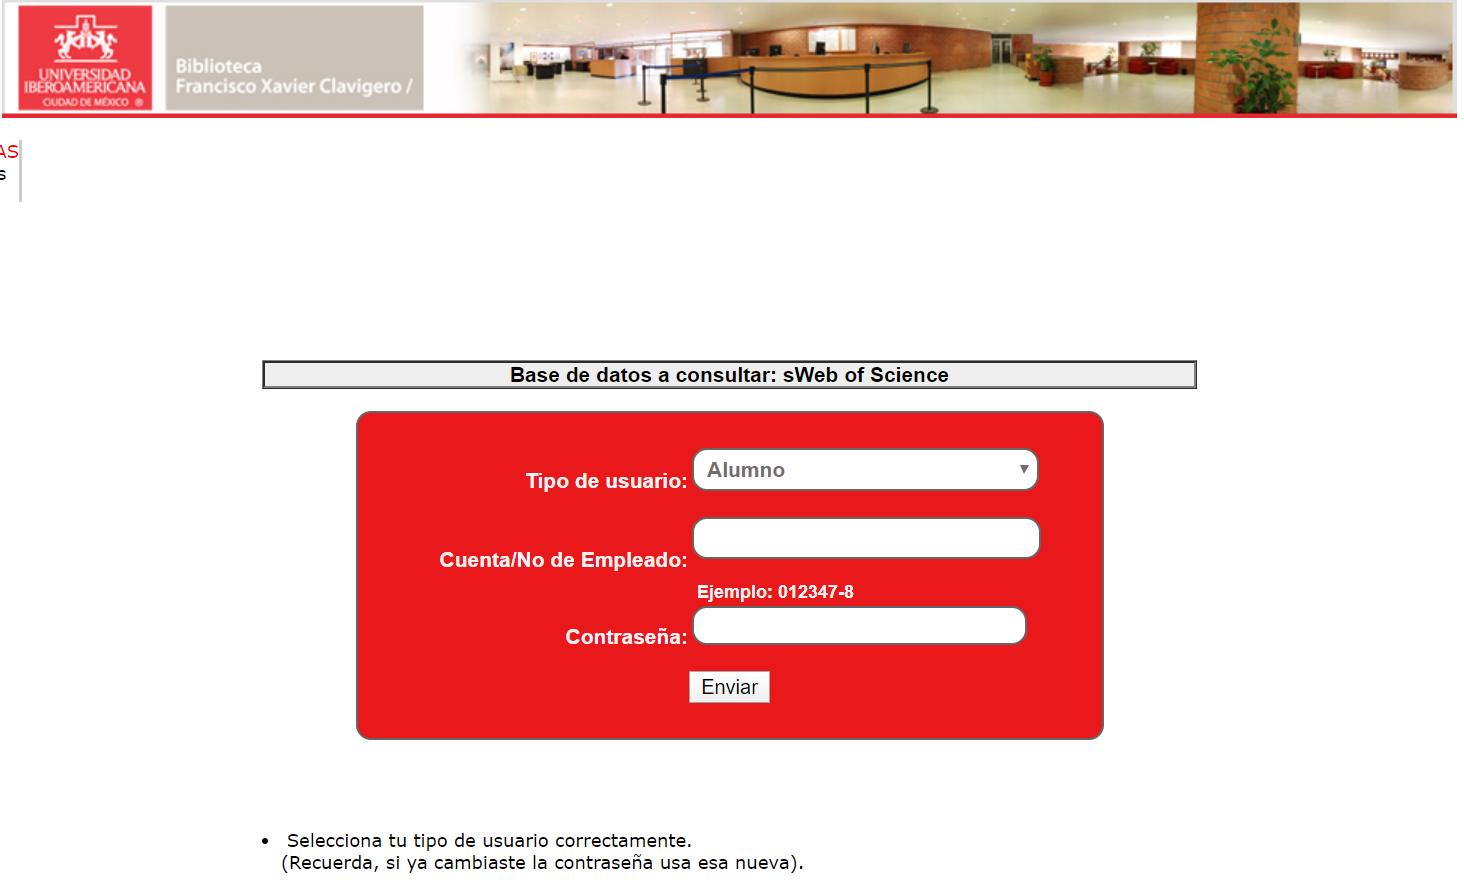 UNIVERSIDAD
IBEROAMERICANA
CIUDAD DE MÉXICO ®
Biblioteca
Francisco Xavier Clavigero /
AS
s
Base de datos a consultar: sWeb of Science
Tipo de usuario: Alumno
Cuenta/No de Empleado:
Ejemplo: 012347-8
Contraseña:
Enviar
• Selecciona tu tipo de usuario correctamente.
(Recuerda, si ya cambiaste la contraseña usa esa nueva).